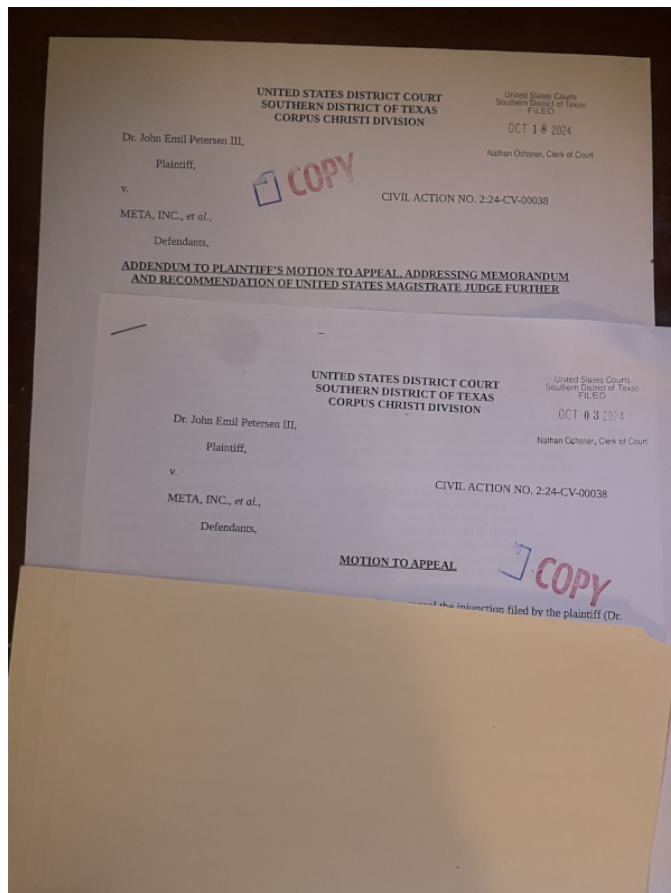 UNITED STATES DISTRICT COURT
SOUTHERN DISTRICT OF TEXAS
CORPUS CHRISTI DIVISION
United States Courts
Southern District of Texas
FILED
OCT 18 2024
Nathan Ochsner, Clerk of Court
Dr. John Emil Petersen III,
Plaintiff,
COPY
v.
CIVIL ACTION NO. 2:24-CV-00038
META, INC., et al.,
Defendants,
ADDENDUM TO PLAINTIFF'S MOTION TO APPEAL, ADDRESSING MEMORANDUM
AND RECOMMENDATION OF UNITED STATES MAGISTRATE JUDGE FURTHER
UNITED STATES DISTRICT COURT
SOUTHERN DISTRICT OF TEXAS
CORPUS CHRISTI DIVISION
United States Courts
Southern District of Texas
FILED
OCT 03 2024
Nathan Ochsner, Clerk of Court
Dr. John Emil Petersen III,
Plaintiff,
v.
CIVIL ACTION NO. 2:24-CV-00038
META, INC., et al.,
Defendants,
MOTION TO APPEAL
COPY
the injunction filed by the plaintiff (Dr.